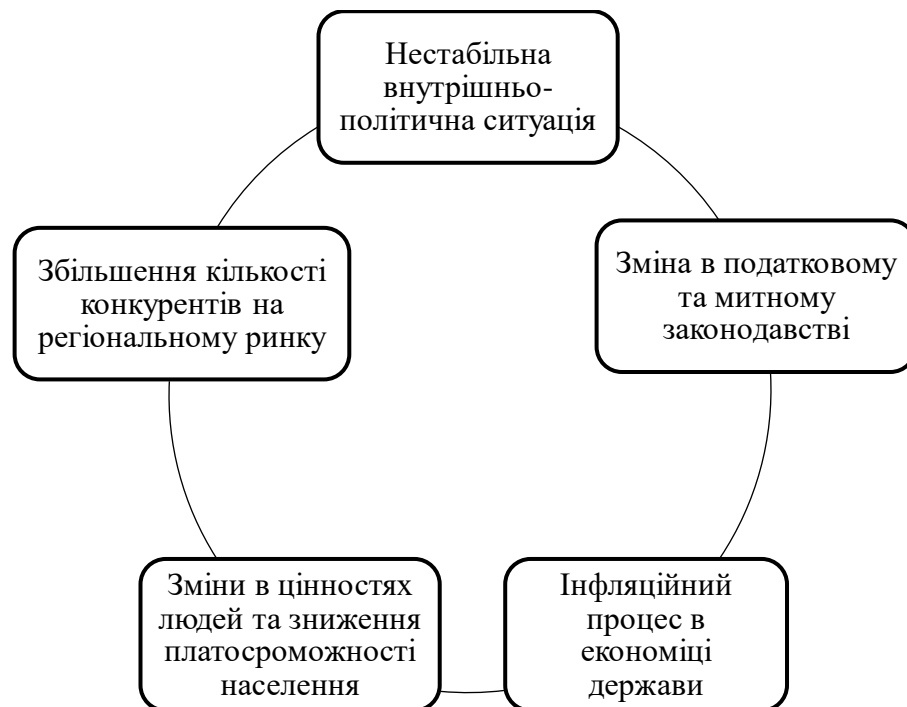 Нестабільна
внутрішньо-
політична ситуація
Збільшення кількості
конкурентів на
регіональному ринку
Зміна в податковому
та митному
законодавстві
Зміни в цінностях
людей та зниження
платосроможності
населення
Інфляційний
процес в
економіці
держави